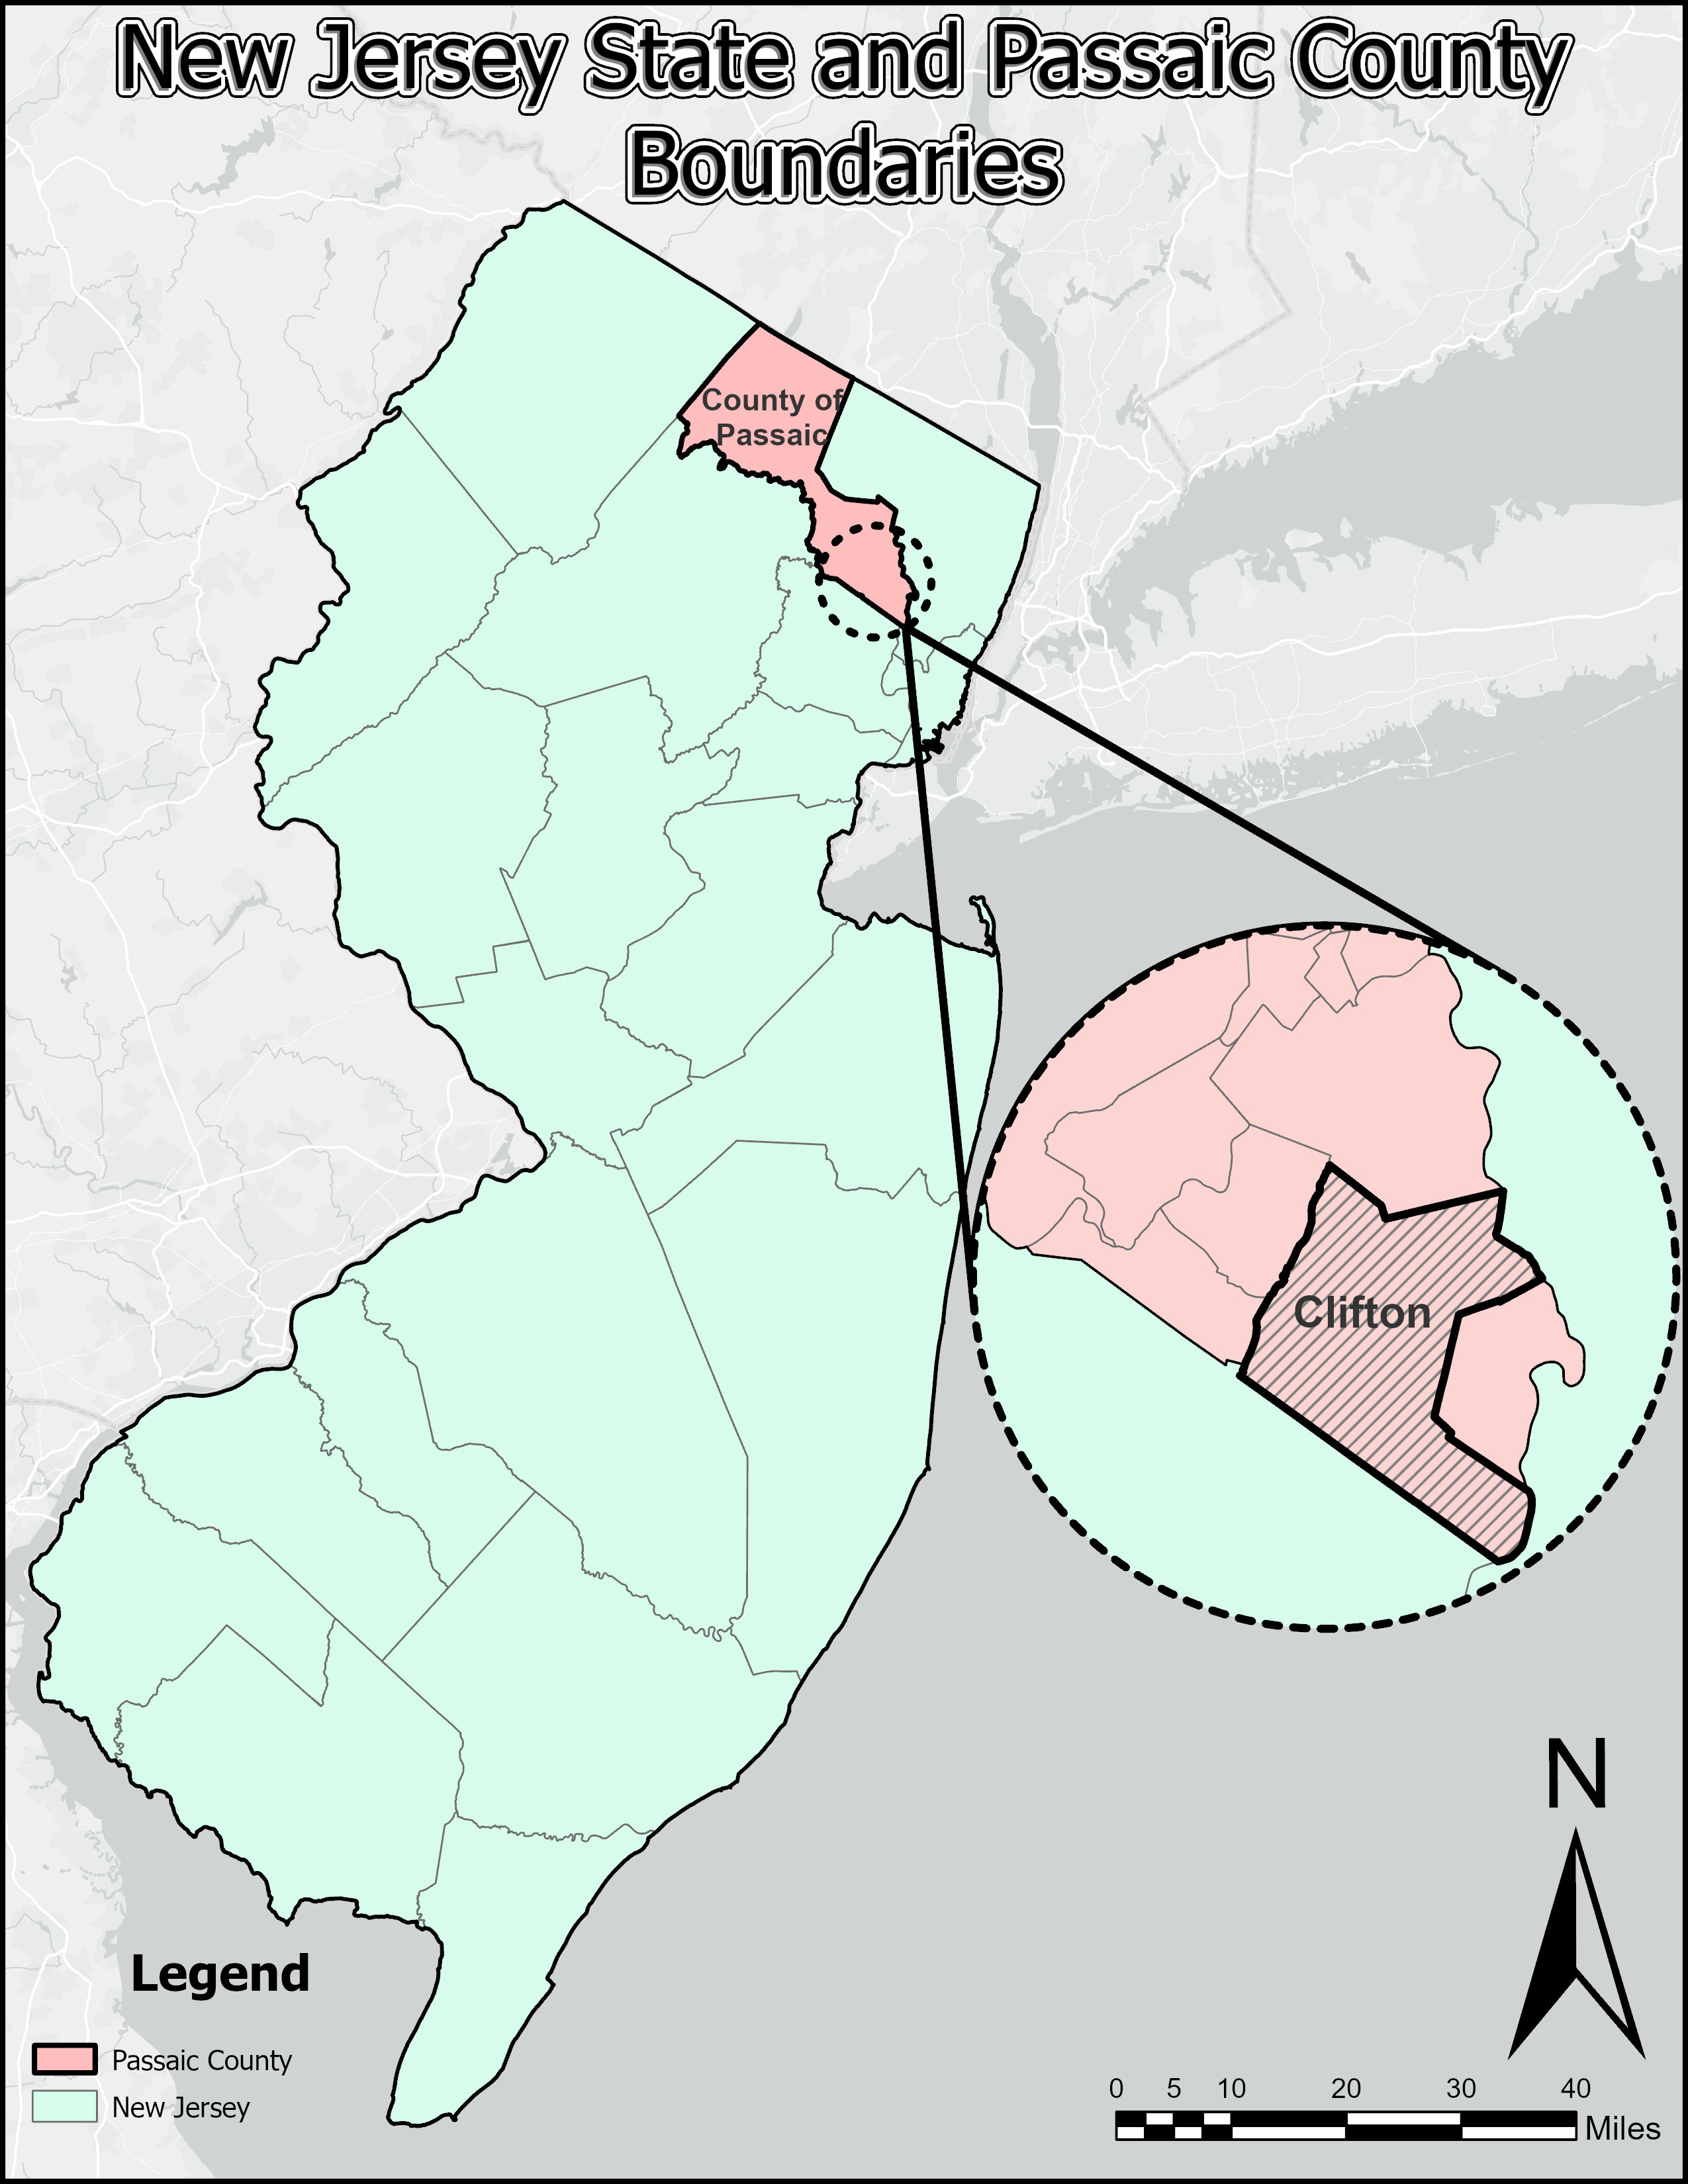 New Jersey State and Passaic County
Boundaries
County of
Passaic
Clifton
N
Legend
Passaic County
New Jersey
0 5 10 20 30 40
Miles